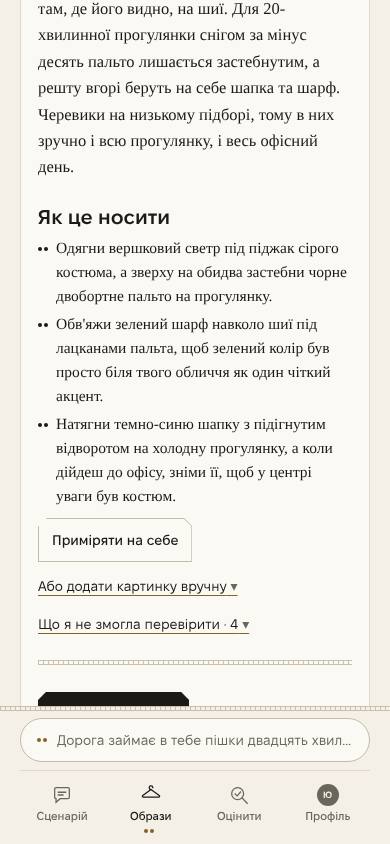 там, де його видно, на шиї. Для 20-
хвилинної прогулянки снігом за мінус
десять пальто лишається застебнутим, а
решту вгорі беруть на себе шапка та шарф.
Черевики на низькому підборі, тому в них
зручно і всю прогулянку, і весь офісний
день.
Як це носити
•• Одягни вершковий светр під піджак сірого
костюма, а зверху на обидва застебни чорне
двобортне пальто на прогулянку.
•• Обв'яжи зелений шарф навколо шиї під
лацканами пальта, щоб зелений колір був
просто біля твого обличчя як один чіткий
акцент.
•• Натягни темно-синю шапку з підігнутим
відворотом на холодну прогулянку, а коли
дійдеш до офісу, зніми її, щоб у центрі
уваги був костюм.
Приміряти на себе
Або додати картинку вручну ▾
Що я не змогла перевірити · 4 ▾
•• Дорога займає в тебе пішки двадцять хвил...
Сценарій
Образи
Оцінити
Ю
Профіль